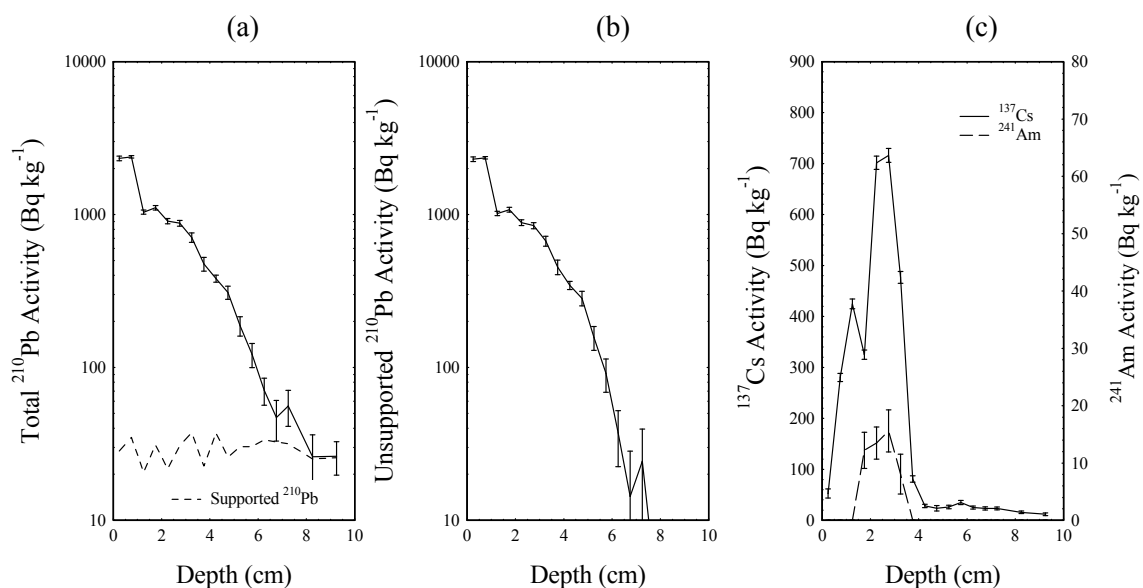 (a)
10000
1000
100
10
0 2 4 6 8 10
Total ²¹⁰Pb Activity (Bq kg⁻¹)
Supported ²¹⁰Pb
Depth (cm)
(b)
10000
1000
100
10
0 2 4 6 8 10
Unsupported ²¹⁰Pb Activity (Bq kg⁻¹)
Depth (cm)
(c)
900
800
700
600
500
400
300
200
100
0
0 2 4 6 8 10
¹³⁷Cs Activity (Bq kg⁻¹)
¹³⁷Cs
²⁴¹Am
80
70
60
50
40
30
20
10
0
²⁴¹Am Activity (Bq kg⁻¹)
Depth (cm)